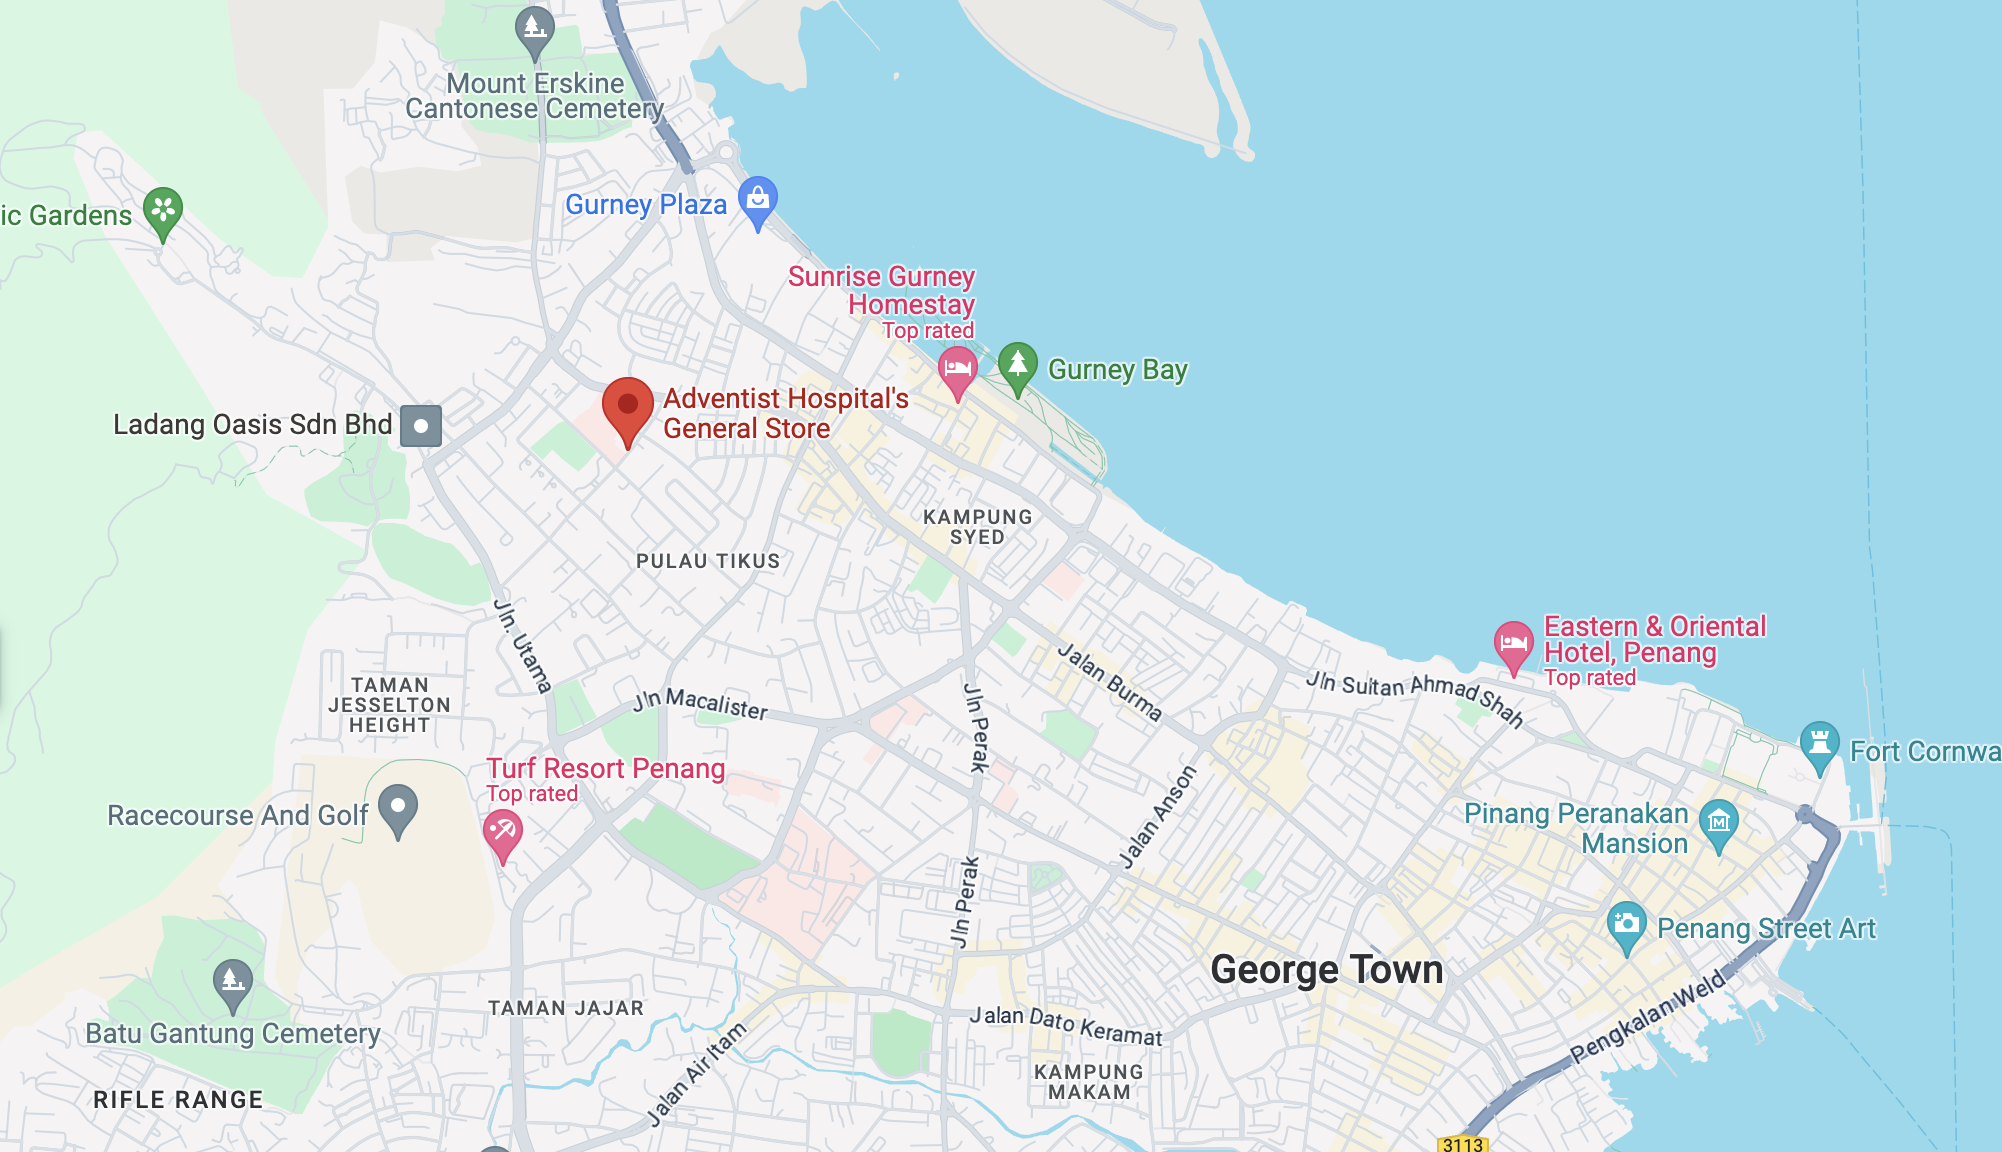 Mount Erskine
Cantonese Cemetery
ic Gardens
Gurney Plaza
Sunrise Gurney
Homestay
Top rated
Gurney Bay
Ladang Oasis Sdn Bhd
Adventist Hospital's
General Store
KAMPUNG
SYED
PULAU TIKUS
Jln. Utama
TAMAN
JESSELTON
HEIGHT
Jln Macalister
Jln Perak
Jalan Burma
Jln Sultan Ahmad Shah
Eastern & Oriental
Hotel, Penang
Top rated
Fort Cornwa
Turf Resort Penang
Top rated
Racecourse And Golf
Jalan Anson
Pinang Peranakan
Mansion
Jln Perak
Penang Street Art
George Town
Batu Gantung Cemetery
TAMAN JAJAR
Jalan Dato Keramat
Pengkalan Weld
Jalan Air Itam
KAMPUNG
MAKAM
RIFLE RANGE
3113